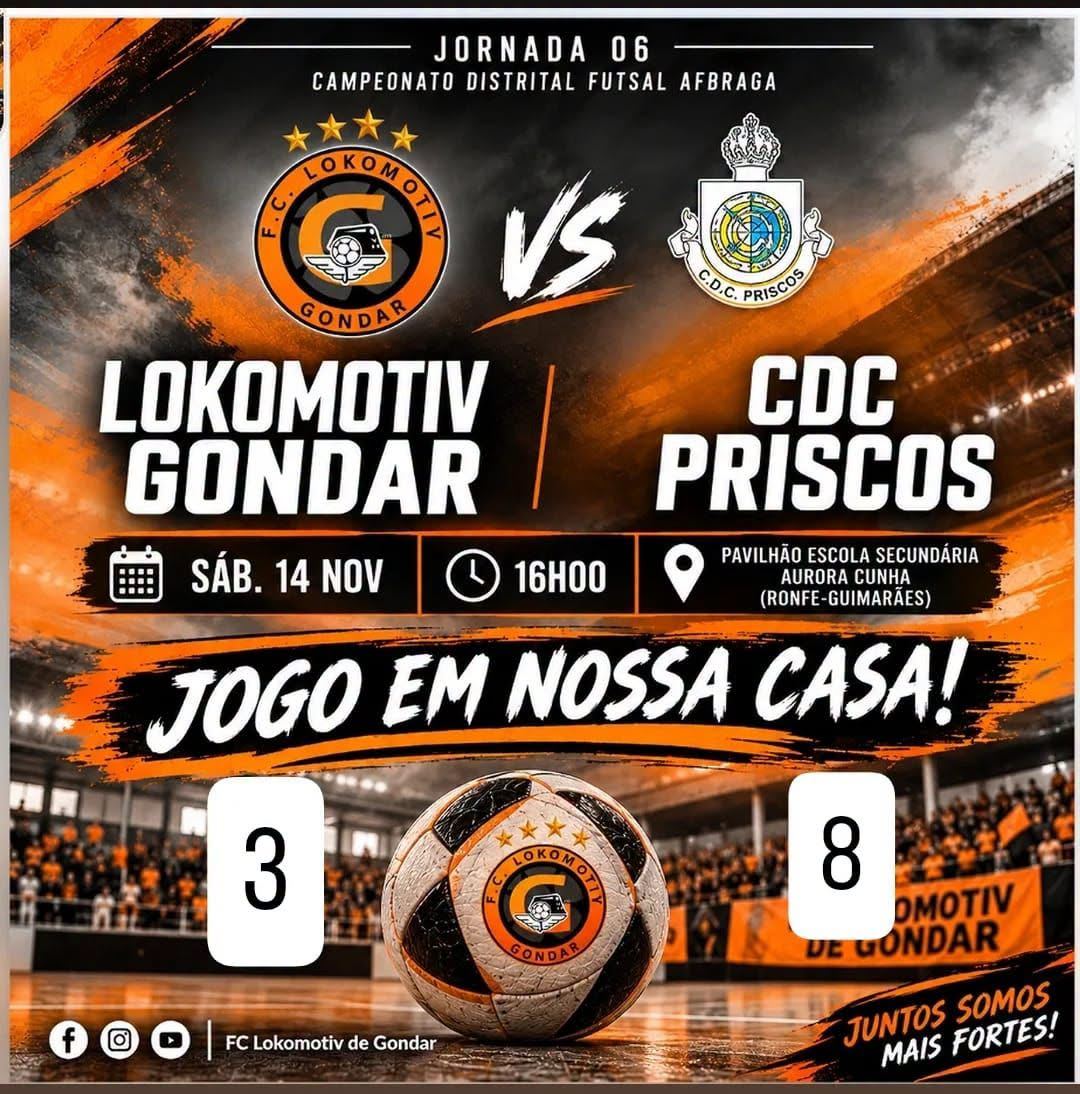 JORNADA 06
CAMPEONATO DISTRITAL FUTSAL AFBRAGA
F.C. LOKOMOTIV
G
GONDAR
VS
C.D.C. PRISCOS
LOKOMOTIV
GONDAR
CDC
PRISCOS
SÁB. 14 NOV
16H00
PAVILHÃO ESCOLA SECUNDÁRIA
AURORA CUNHA
(RONFE-GUIMARÃES)
JOGO EM NOSSA CASA!
3
8
F.C. LOKOMOTIV
G
GONDAR
OMOTIV
DE GONDAR
JUNTOS SOMOS
MAIS FORTES!
FC Lokomotiv de Gondar